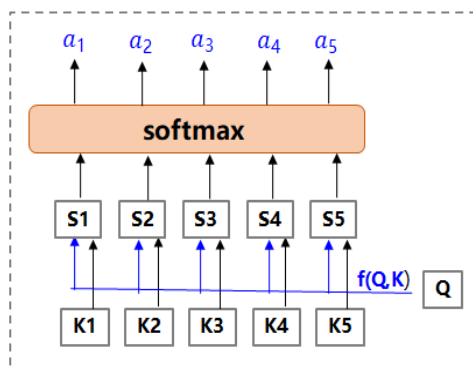 a1 a2 a3 a4 a5
softmax
S1 S2 S3 S4 S5
f(Q,K) Q
K1 K2 K3 K4 K5